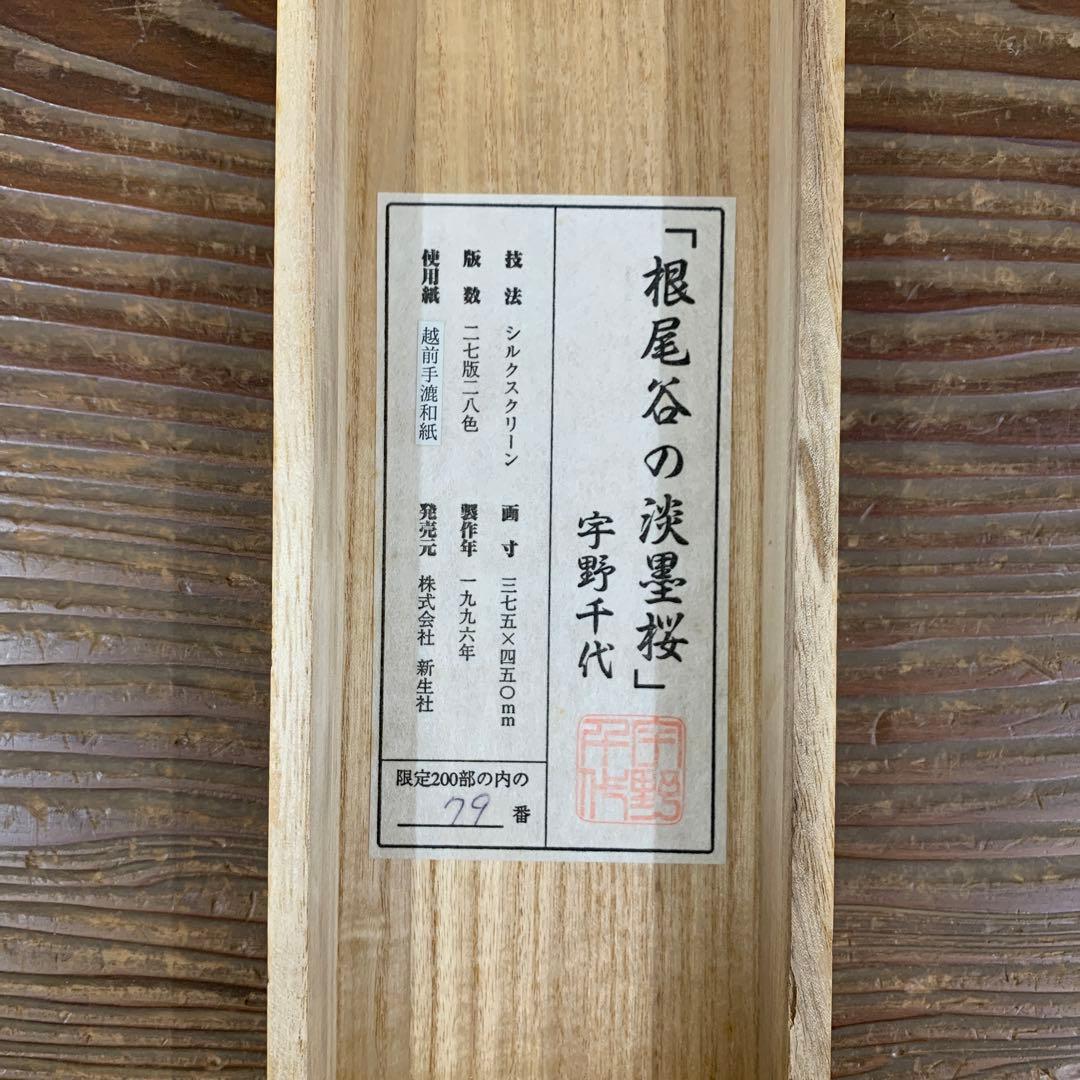 「根尾谷の淡墨桜」
宇野千代
宇野千代
技法 シルクスクリーン
画寸 三七五×四五〇mm
版数 二七版二八色
製作年 一九九六年
使用紙 越前手漉和紙
発売元 株式会社 新生社
限定200部の内の
79 番